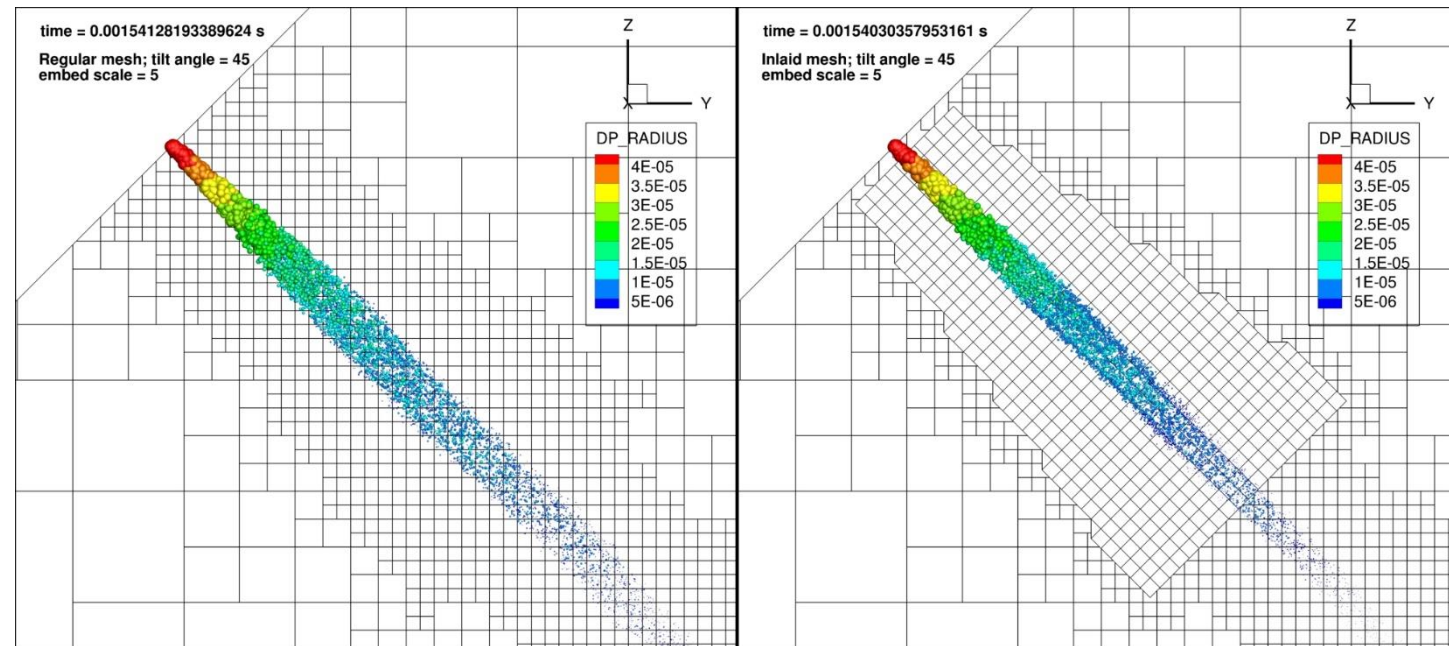 time = 0.00154128193389624 s
Regular mesh; tilt angle = 45
embed scale = 5
Z
X
Y
DP_RADIUS
4E-05
3.5E-05
3E-05
2.5E-05
2E-05
1.5E-05
1E-05
5E-06
time = 0.00154030357953161 s
Inlaid mesh; tilt angle = 45
embed scale = 5
Z
X
Y
DP_RADIUS
4E-05
3.5E-05
3E-05
2.5E-05
2E-05
1.5E-05
1E-05
5E-06